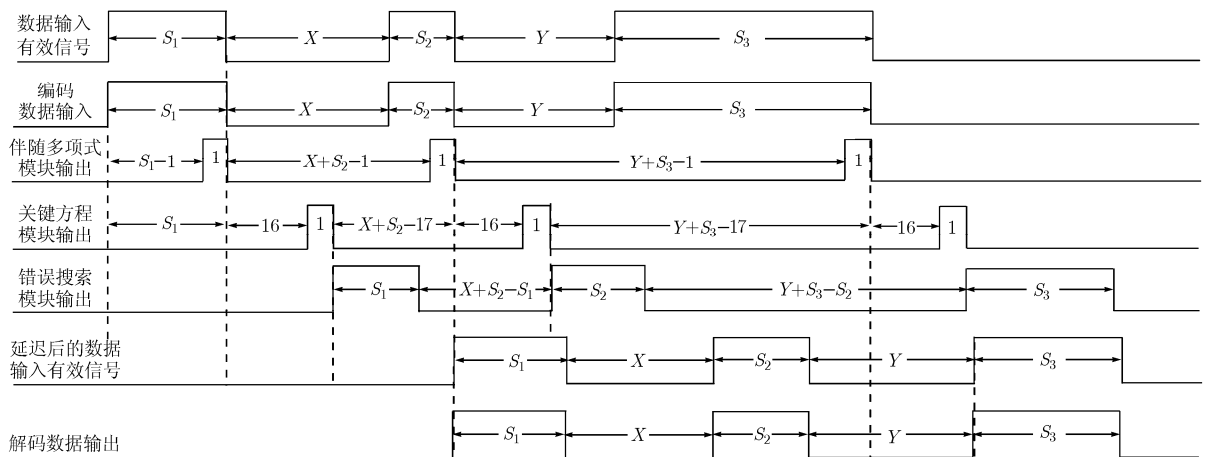 数据输入
有效信号
S₁ X S₂ Y S₃
编码
数据输入
S₁ X S₂ Y S₃
伴随多项式
模块输出
S₁−1 1 X+S₂−1 1 Y+S₃−1 1
关键方程
模块输出
S₁ 16 1 X+S₂−17 16 1 Y+S₃−17 16 1
错误搜索
模块输出
S₁ X+S₂−S₁ S₂ Y+S₃−S₂ S₃
延迟后的数据
输入有效信号
S₁ X S₂ Y S₃
解码数据输出
S₁ X S₂ Y S₃